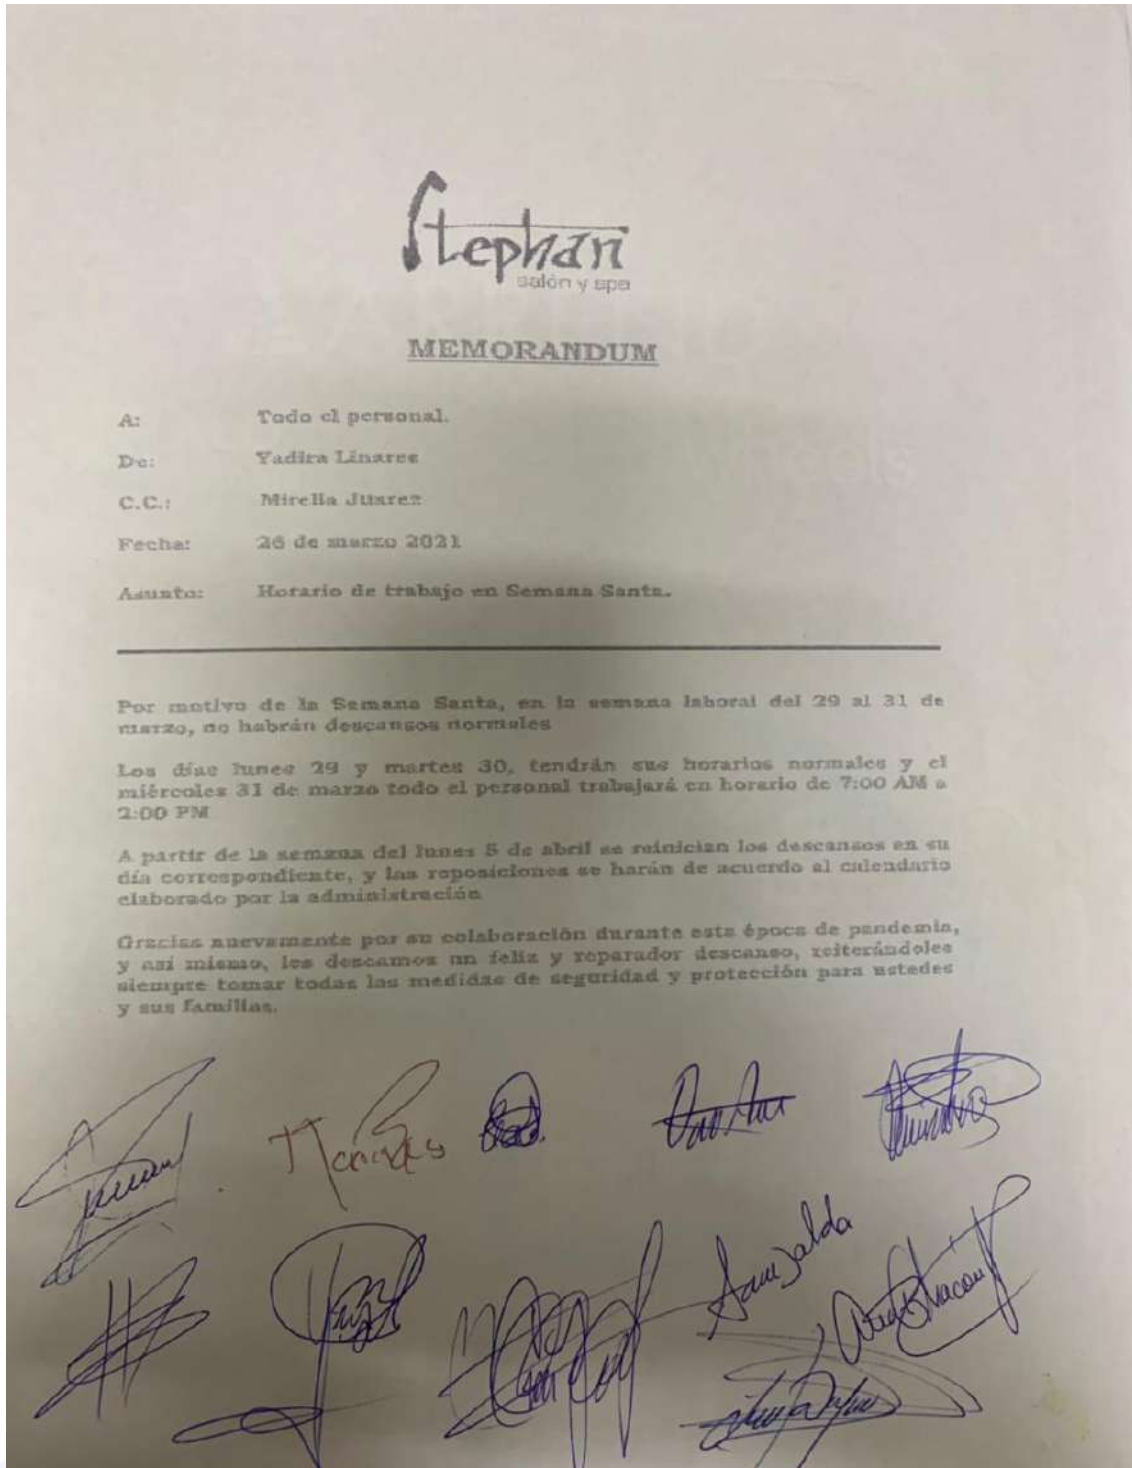 Stephan
salón y spa
MEMORANDUM
A: Todo el personal.
De: Yadira Linares
C.C.: Mirella Juarez
Fecha: 26 de marzo 2021
Asunto: Horario de trabajo en Semana Santa.
Por motivo de la Semana Santa, en la semana laboral del 29 al 31 de
marzo, no habrán descansos normales
Los días lunes 29 y martes 30, tendrán sus horarios normales y el
miércoles 31 de marzo todo el personal trabajará en horario de 7:00 AM a
2:00 PM
A partir de la semana del lunes 5 de abril se reinician los descansos en su
día correspondiente, y las reposiciones se harán de acuerdo al calendario
elaborado por la administración
Gracias nuevamente por su colaboración durante esta época de pandemia,
y así mismo, les deseamos un feliz y reparador descanso, reiterándoles
siempre tomar todas las medidas de seguridad y protección para ustedes
y sus familias.